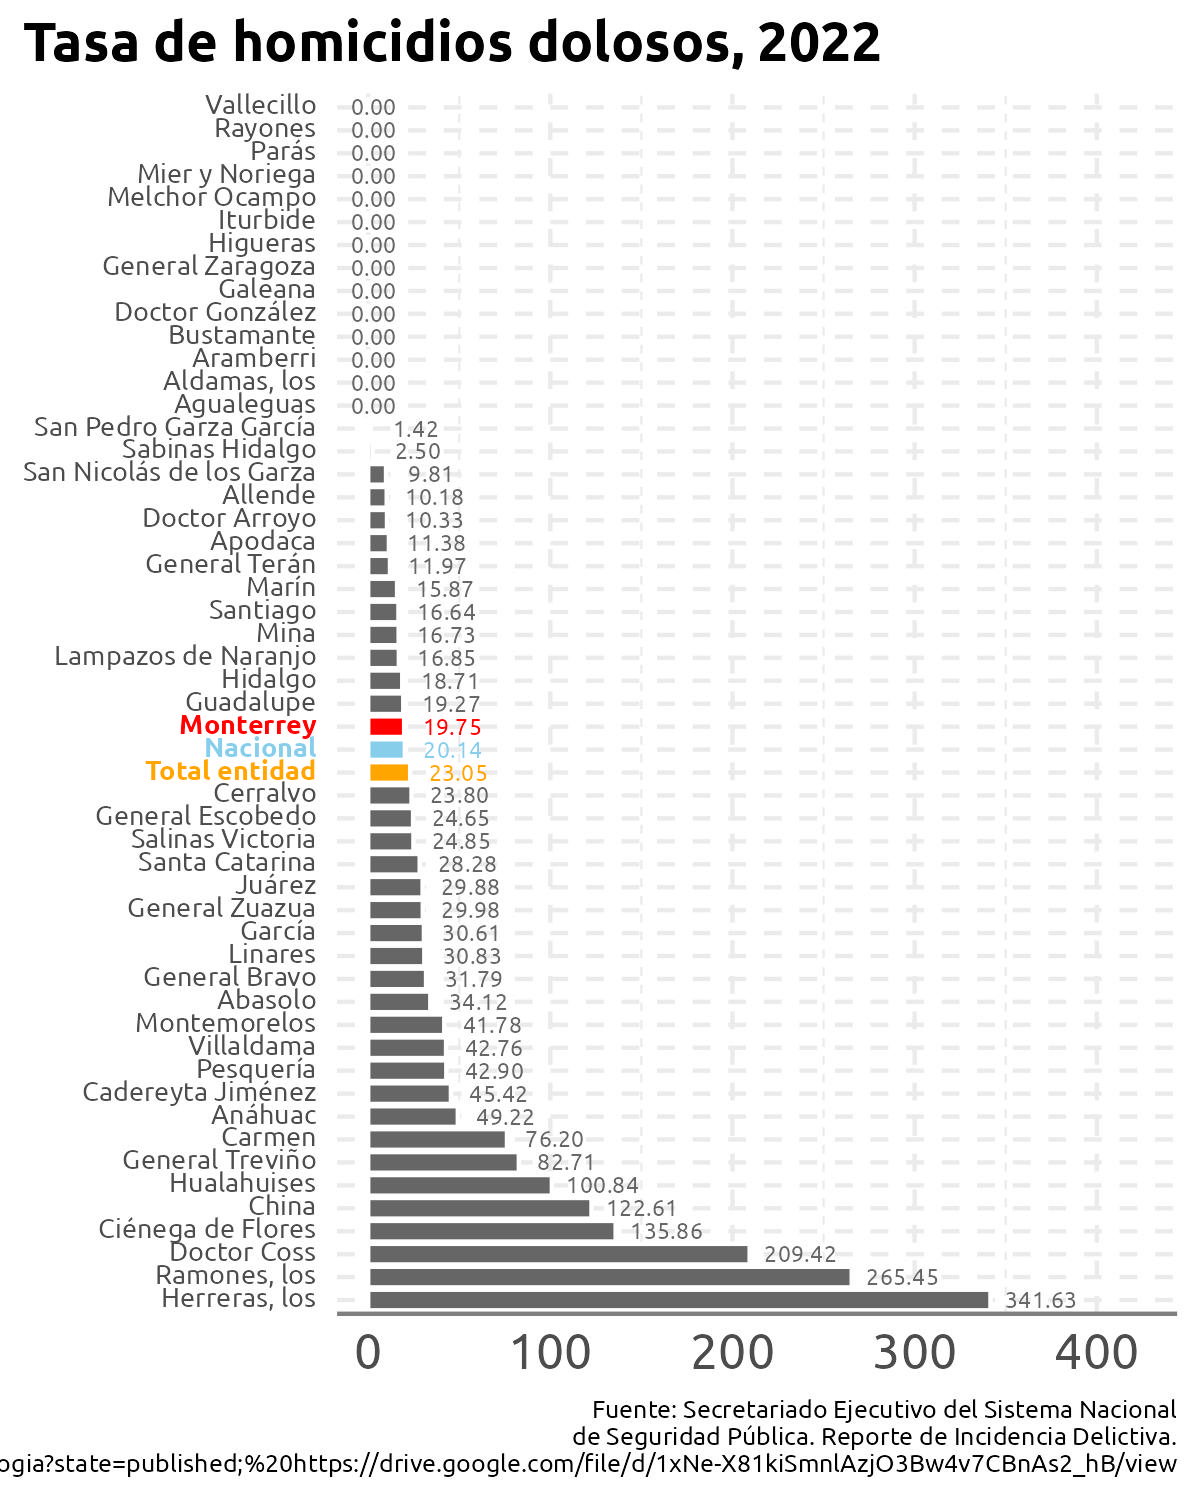 Tasa de homicidios dolosos, 2022
Vallecillo 0.00
Rayones 0.00
Parás 0.00
Mier y Noriega 0.00
Melchor Ocampo 0.00
Iturbide 0.00
Higueras 0.00
General Zaragoza 0.00
Galeana 0.00
Doctor González 0.00
Bustamante 0.00
Aramberri 0.00
Aldamas, los 0.00
Agualeguas 0.00
San Pedro Garza García 1.42
Sabinas Hidalgo 2.50
San Nicolás de los Garza 9.81
Allende 10.18
Doctor Arroyo 10.33
Apodaca 11.38
General Terán 11.97
Marín 15.87
Santiago 16.64
Mina 16.73
Lampazos de Naranjo 16.85
Hidalgo 18.71
Guadalupe 19.27
Monterrey 19.75
Nacional 20.14
Total entidad 23.05
Cerralvo 23.80
General Escobedo 24.65
Salinas Victoria 24.85
Santa Catarina 28.28
Juárez 29.88
General Zuazua 29.98
García 30.61
Linares 30.83
General Bravo 31.79
Abasolo 34.12
Montemorelos 41.78
Villaldama 42.76
Pesquería 42.90
Cadereyta Jiménez 45.42
Anáhuac 49.22
Carmen 76.20
General Treviño 82.71
Hualahuises 100.84
China 122.61
Ciénega de Flores 135.86
Doctor Coss 209.42
Ramones, los 265.45
Herreras, los 341.63
0 100 200 300 400
Fuente: Secretariado Ejecutivo del Sistema Nacional
de Seguridad Pública. Reporte de Incidencia Delictiva.
ogia?state=published;%20https://drive.google.com/file/d/1xNe-X81kiSmnlAzjO3Bw4v7CBnAs2_hB/view